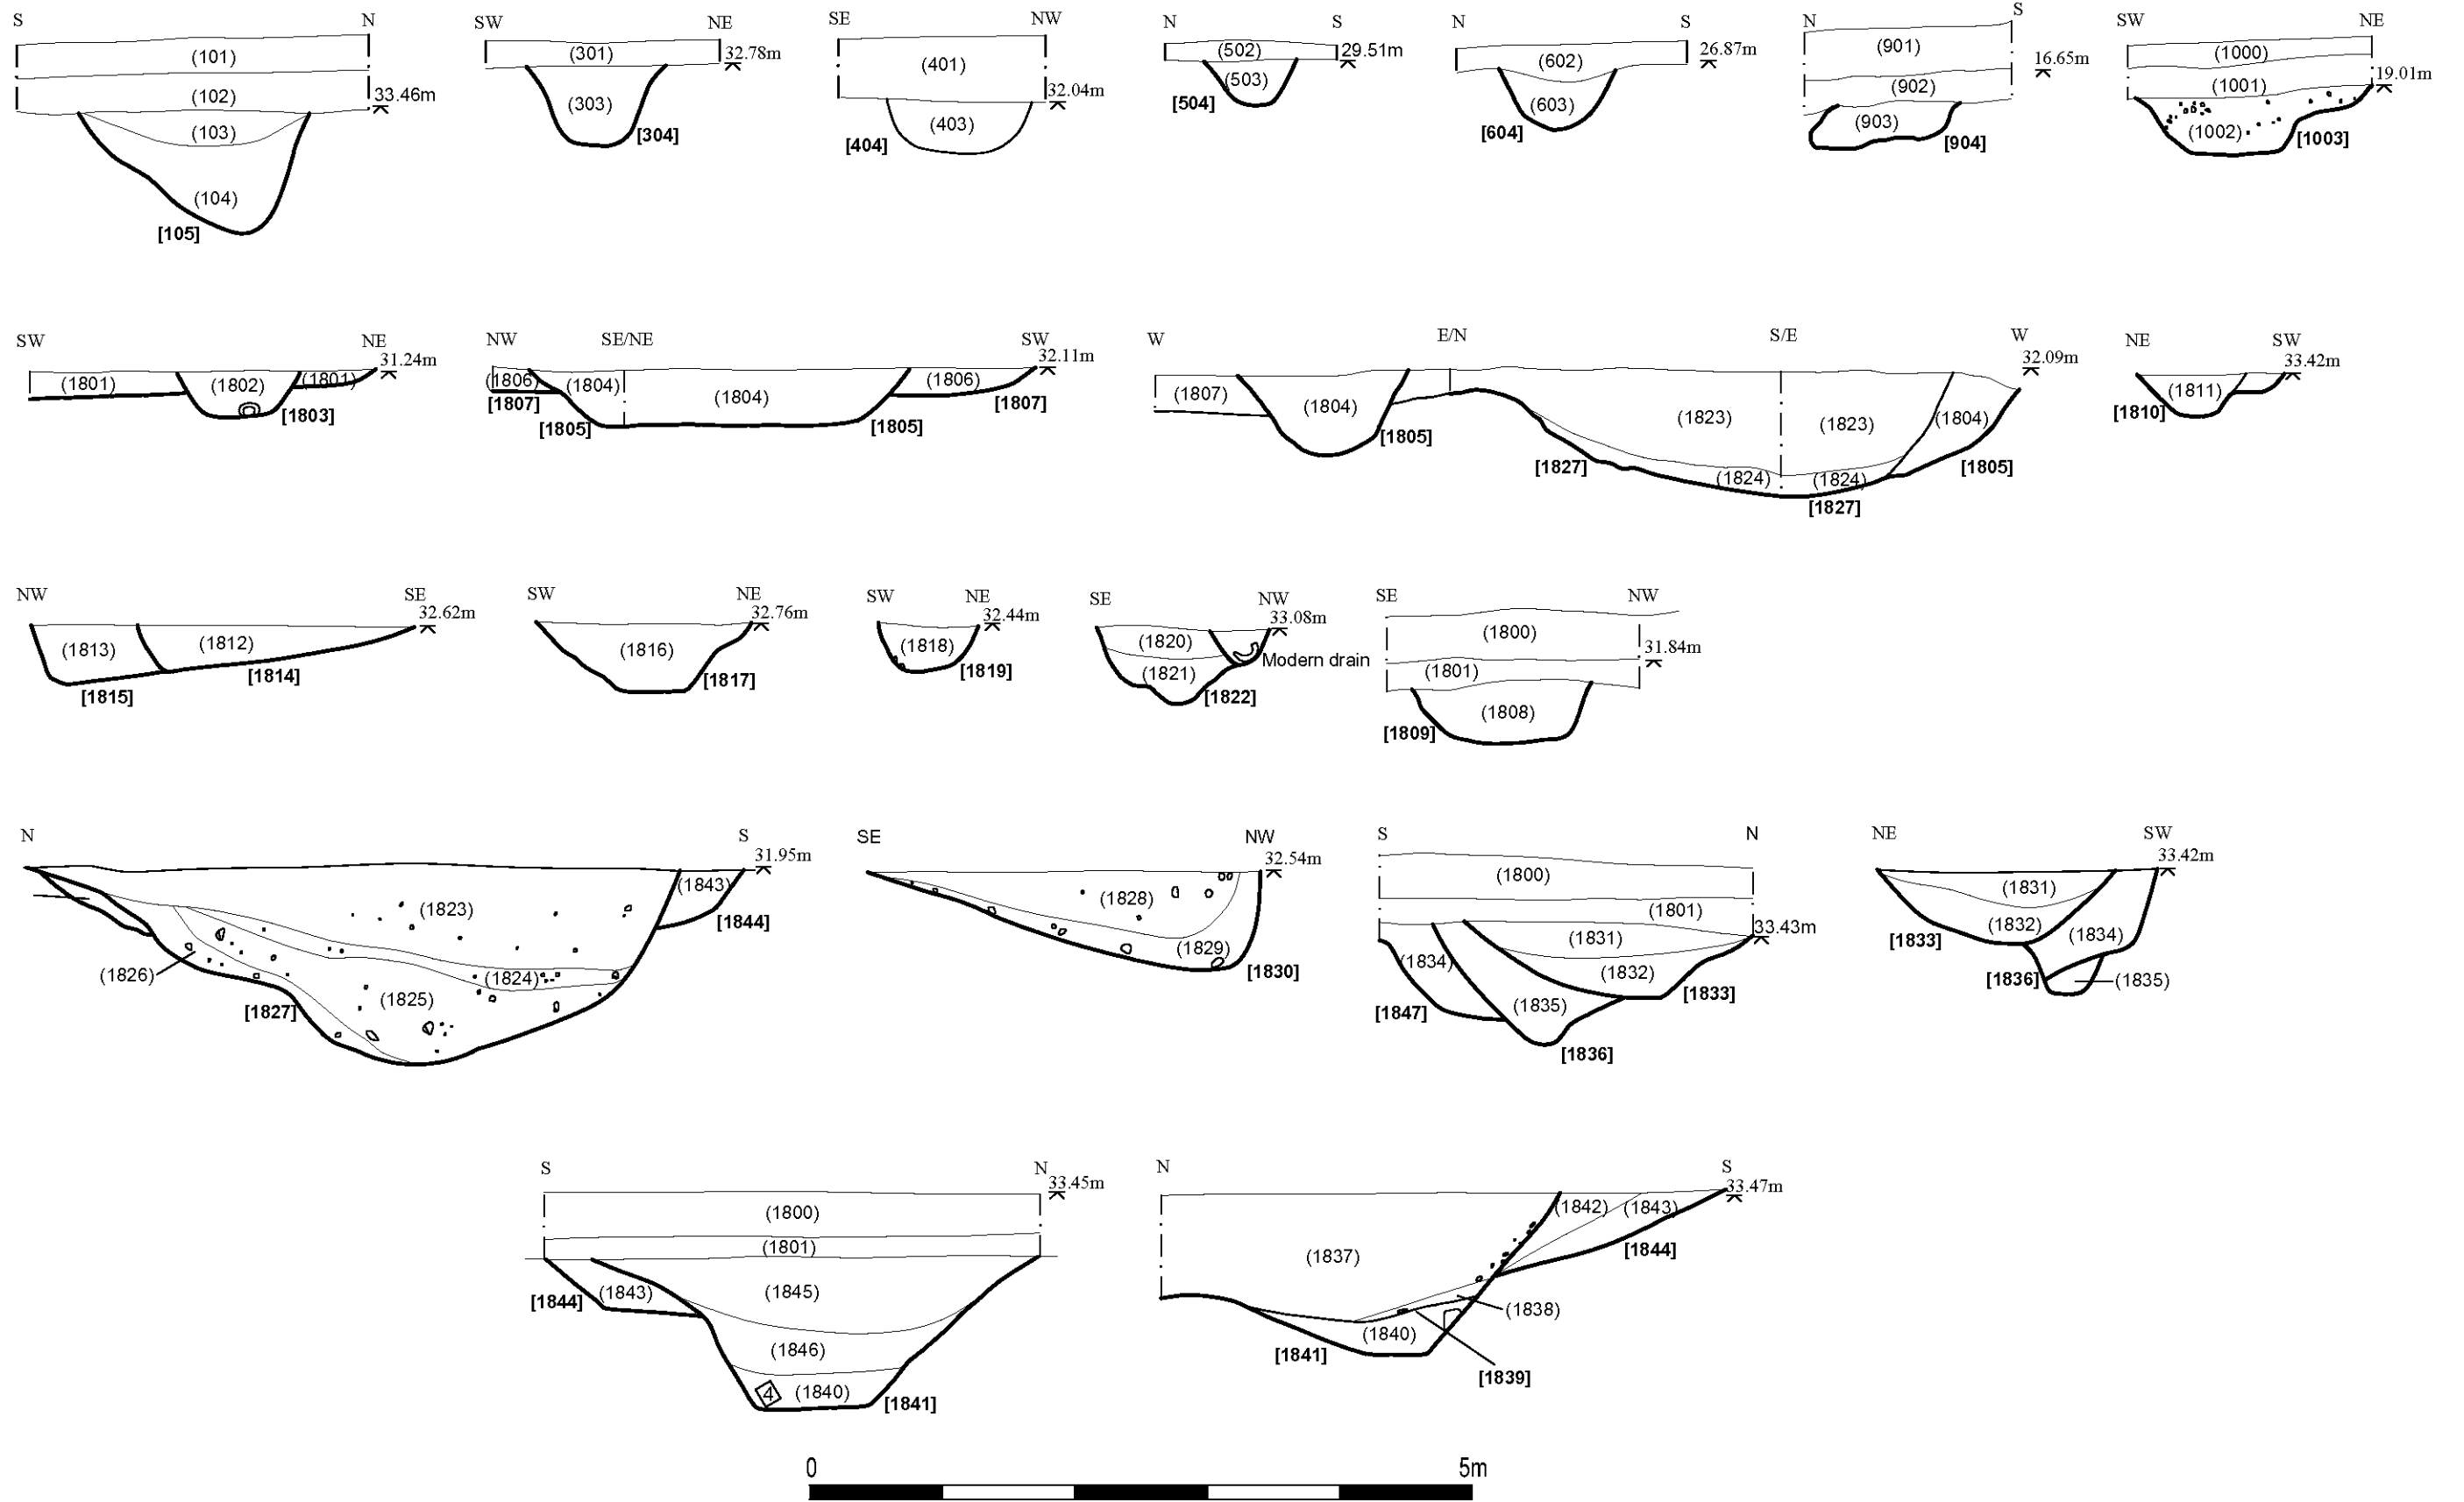 S N SW NE SE NW N S N S N S SW NE
(101) (301) 32.78m (401) (502) 29.51m (602) 26.87m (901) 16.65m (1000) 19.01m
(102) 33.46m (303) 32.04m (503) (603) (902) (1001)
(103) [304] [404] (403) [504] [604] (903) [904] (1002) [1003]
(104)
[105]
SW NE NW SE/NE SW W E/N S/E W NE SW
31.24m 32.11m 32.09m 33.42m
(1801) (1802) (1801) (1806) (1804) (1804) (1806) (1807) (1804) (1823) (1823) (1804) (1811)
[1803] [1807] [1805] [1805] [1807] [1805] [1827] (1824) (1824) [1805] [1810]
[1827]
NW SE SW NE SW NE SE NW SE NW
32.62m 32.76m 32.44m 33.08m 31.84m
(1813) (1812) (1816) (1818) (1820) Modern drain (1800)
[1815] [1814] [1817] [1819] (1821) [1822] (1801)
[1809] (1808)
N S SE NW S N NE SW
31.95m 32.54m 33.43m 33.42m
(1823) (1843) (1828) (1800) (1831)
[1844] (1829) (1801) (1832) (1834)
(1826) (1824) [1830] (1831) [1833]
[1827] (1825) (1834) (1832) [1836] (1835)
[1847] (1835) [1833]
[1836]
S N N S
33.45m 33.47m
(1800) (1842) (1843)
(1801) (1837) [1844]
[1844] (1843) (1845) (1838)
(1846) [1841] (1840) [1839]
4 (1840) [1841]
0 5m